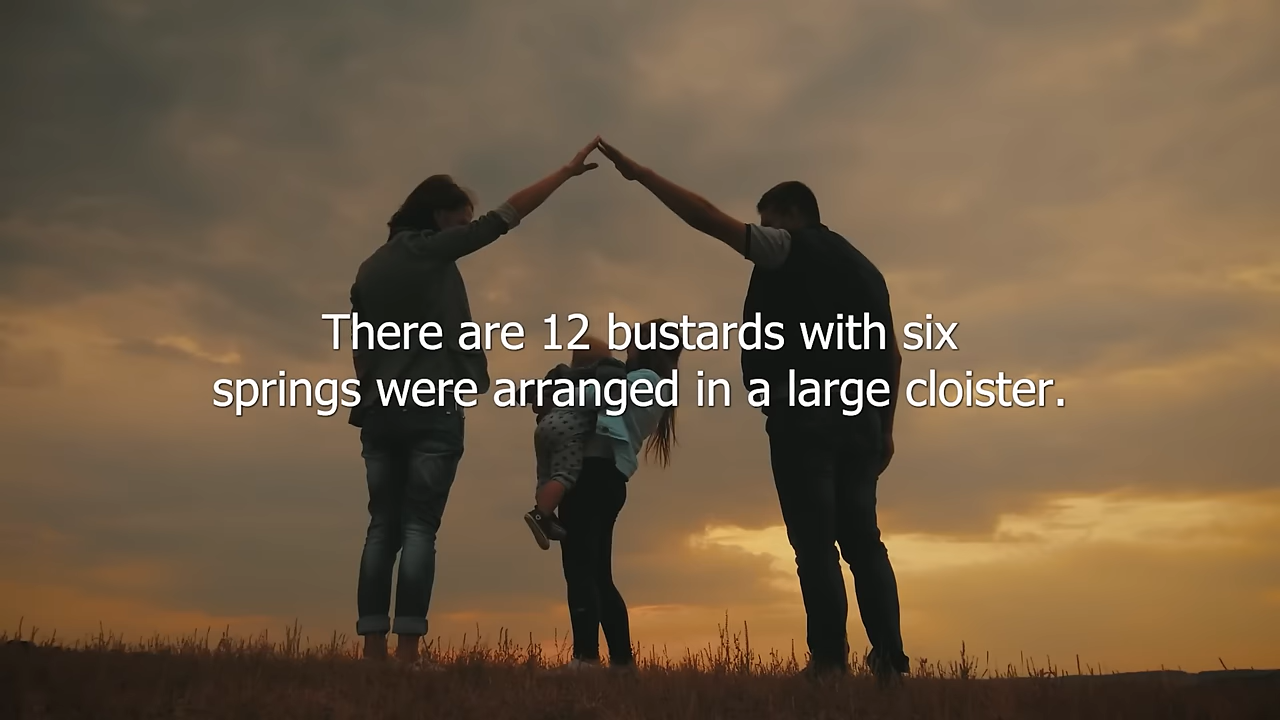 There are 12 bustards with six
springs were arranged in a large cloister.